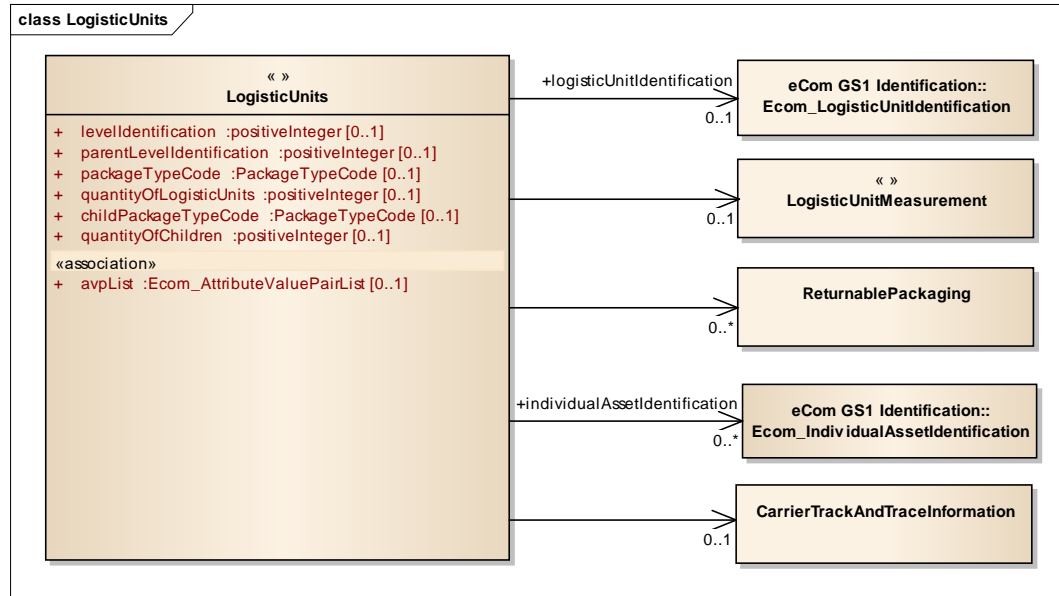 class LogisticUnits
« »
LogisticUnits
+ levelIdentification :positiveInteger [0..1]
+ parentLevelIdentification :positiveInteger [0..1]
+ packageTypeCode :PackageTypeCode [0..1]
+ quantityOfLogisticUnits :positiveInteger [0..1]
+ childPackageTypeCode :PackageTypeCode [0..1]
+ quantityOfChildren :positiveInteger [0..1]
«association»
+ avpList :Ecom_AttributeValuePairList [0..1]
+logisticUnitIdentification
0..1
eCom GS1 Identification::
Ecom_LogisticUnitIdentification
0..1
« »
LogisticUnitMeasurement
0..*
ReturnablePackaging
+individualAssetIdentification
0..*
eCom GS1 Identification::
Ecom_IndividualAssetIdentification
0..1
CarrierTrackAndTraceInformation